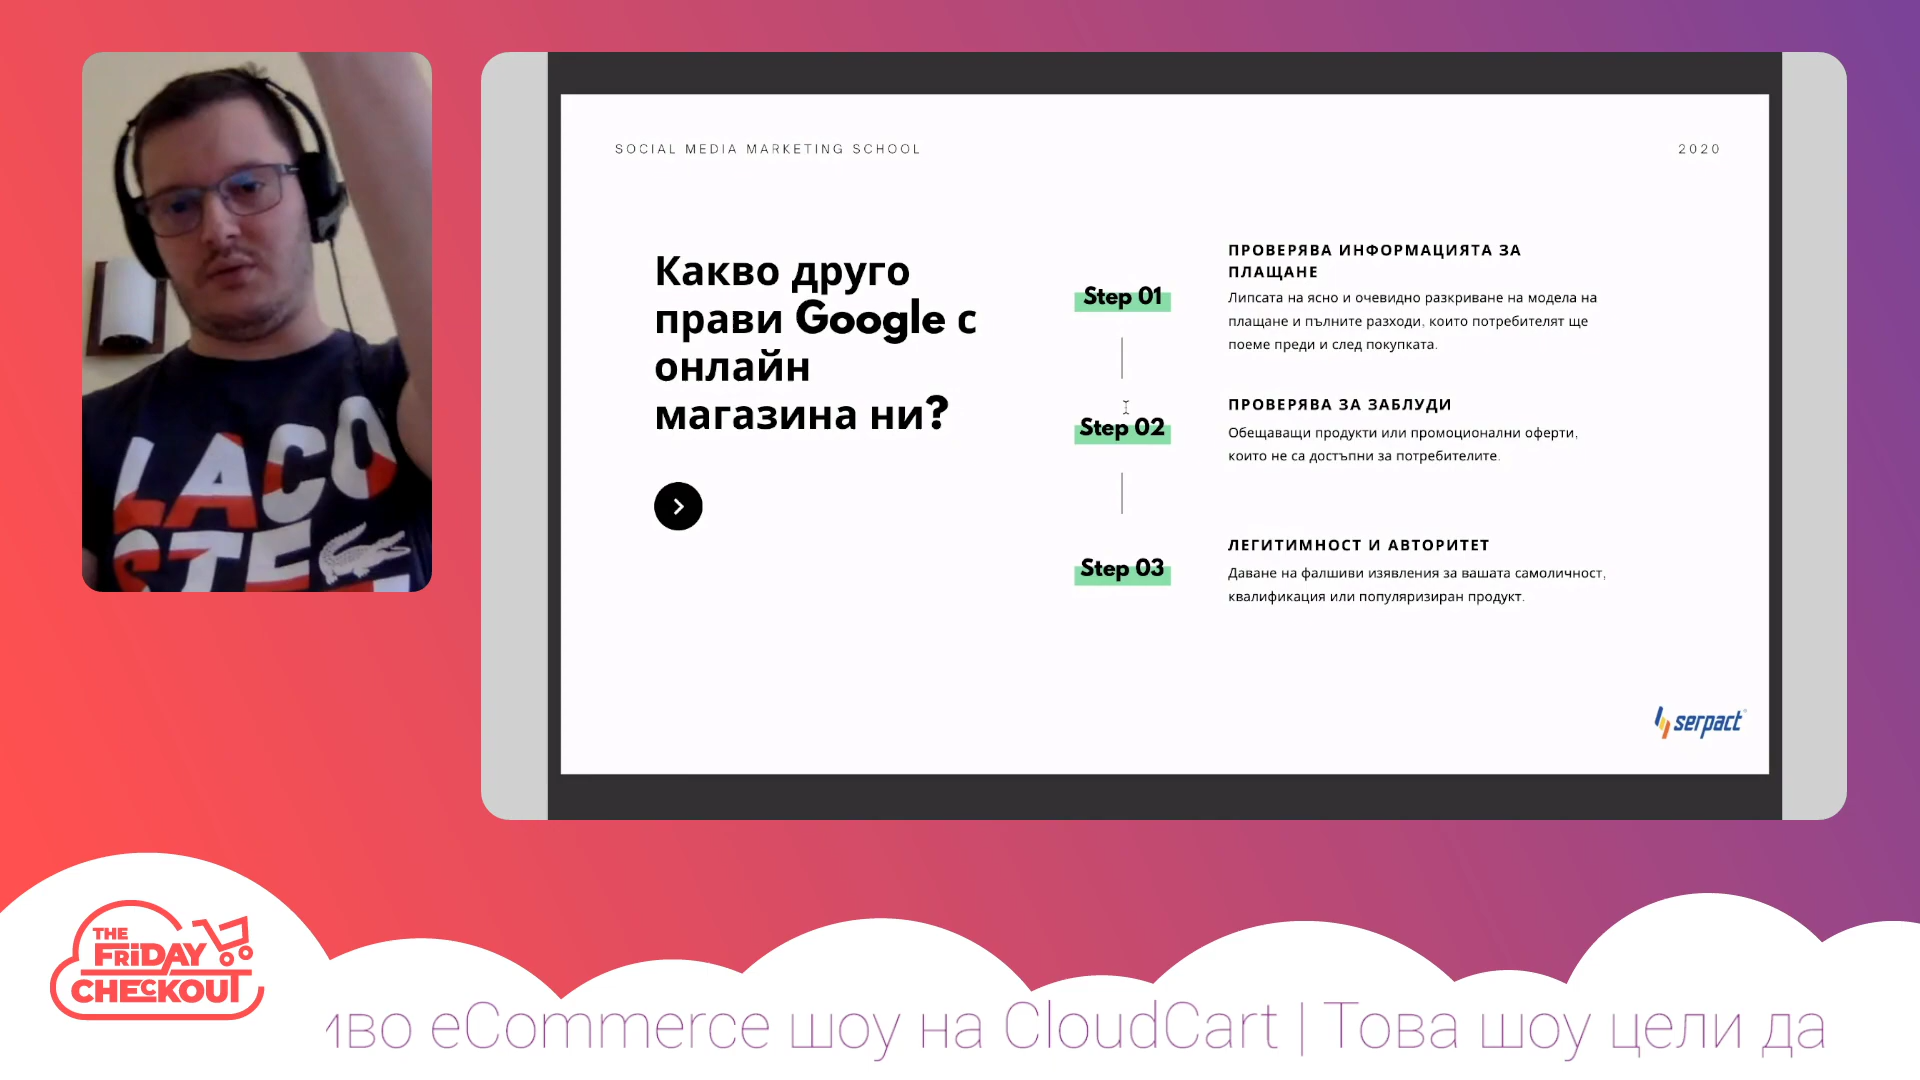 LACO
STE
SOCIAL MEDIA MARKETING SCHOOL
2020
Какво друго
прави Google с
онлайн
магазина ни?
Step 01
ПРОВЕРЯВА ИНФОРМАЦИЯТА ЗА
ПЛАЩАНЕ
Липсата на ясно и очевидно разкриване на модела на
плащане и пълните разходи, които потребителят ще
поеме преди и след покупката.
Step 02
ПРОВЕРЯВА ЗА ЗАБЛУДИ
Обещаващи продукти или промоционални оферти,
които не са достъпни за потребителите.
Step 03
ЛЕГИТИМНОСТ И АВТОРИТЕТ
Даване на фалшиви изявления за вашата самоличност,
квалификация или популяризиран продукт.
serpact
THE
FRiDAY
CHECKOUT
иво eCommerce шоу на CloudCart | Това шоу цели да